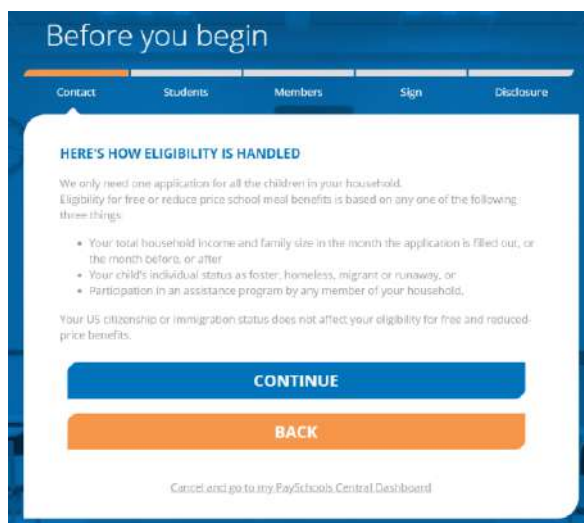 Before you begin
Contact Students Members Sign Disclosure
HERE'S HOW ELIGIBILITY IS HANDLED
We only need one application for all the children in your household.
Eligibility for free or reduce price school meal benefits is based on any one of the following
three things:
• Your total household income and family size in the month the application is filled out, or
the month before, or after
• Your child's individual status as foster, homeless, migrant or runaway, or
• Participation in an assistance program by any member of your household.
Your US citizenship or immigration status does not affect your eligibility for free and reduced-
price benefits.
CONTINUE
BACK
Cancel and go to my PaySchools Central Dashboard